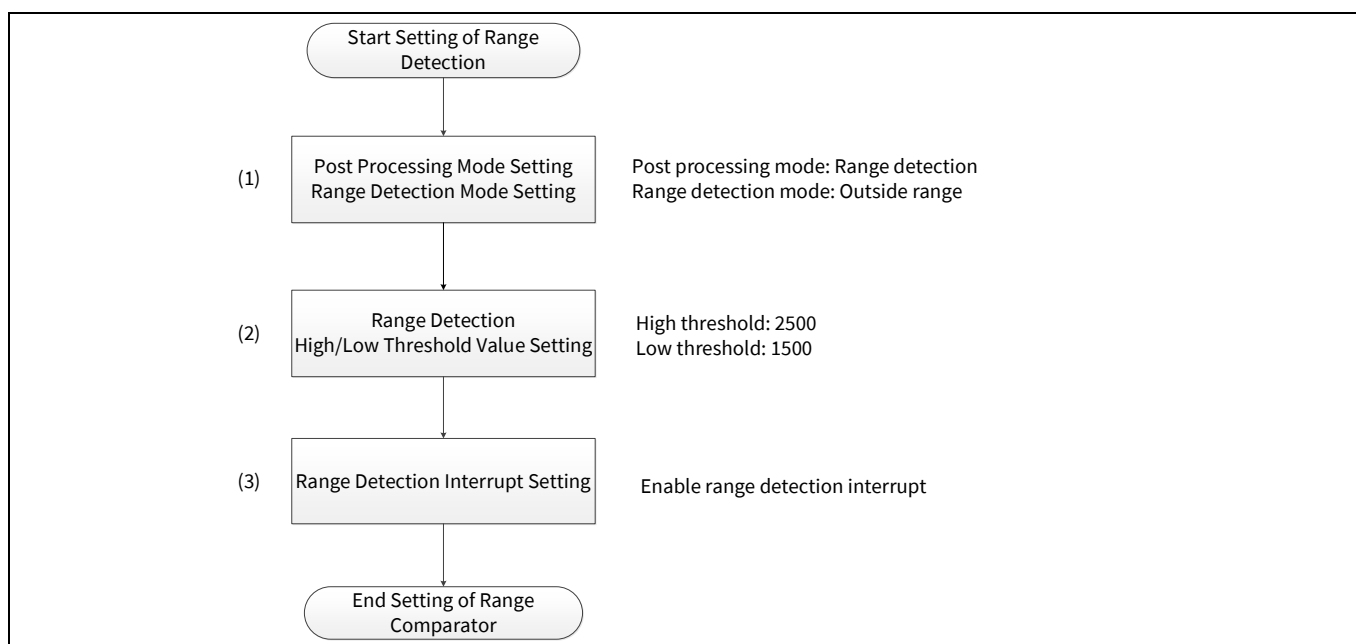 Start Setting of Range
Detection
(1)
Post Processing Mode Setting
Range Detection Mode Setting
Post processing mode: Range detection
Range detection mode: Outside range
(2)
Range Detection
High/Low Threshold Value Setting
High threshold: 2500
Low threshold: 1500
(3)
Range Detection Interrupt Setting
Enable range detection interrupt
End Setting of Range
Comparator